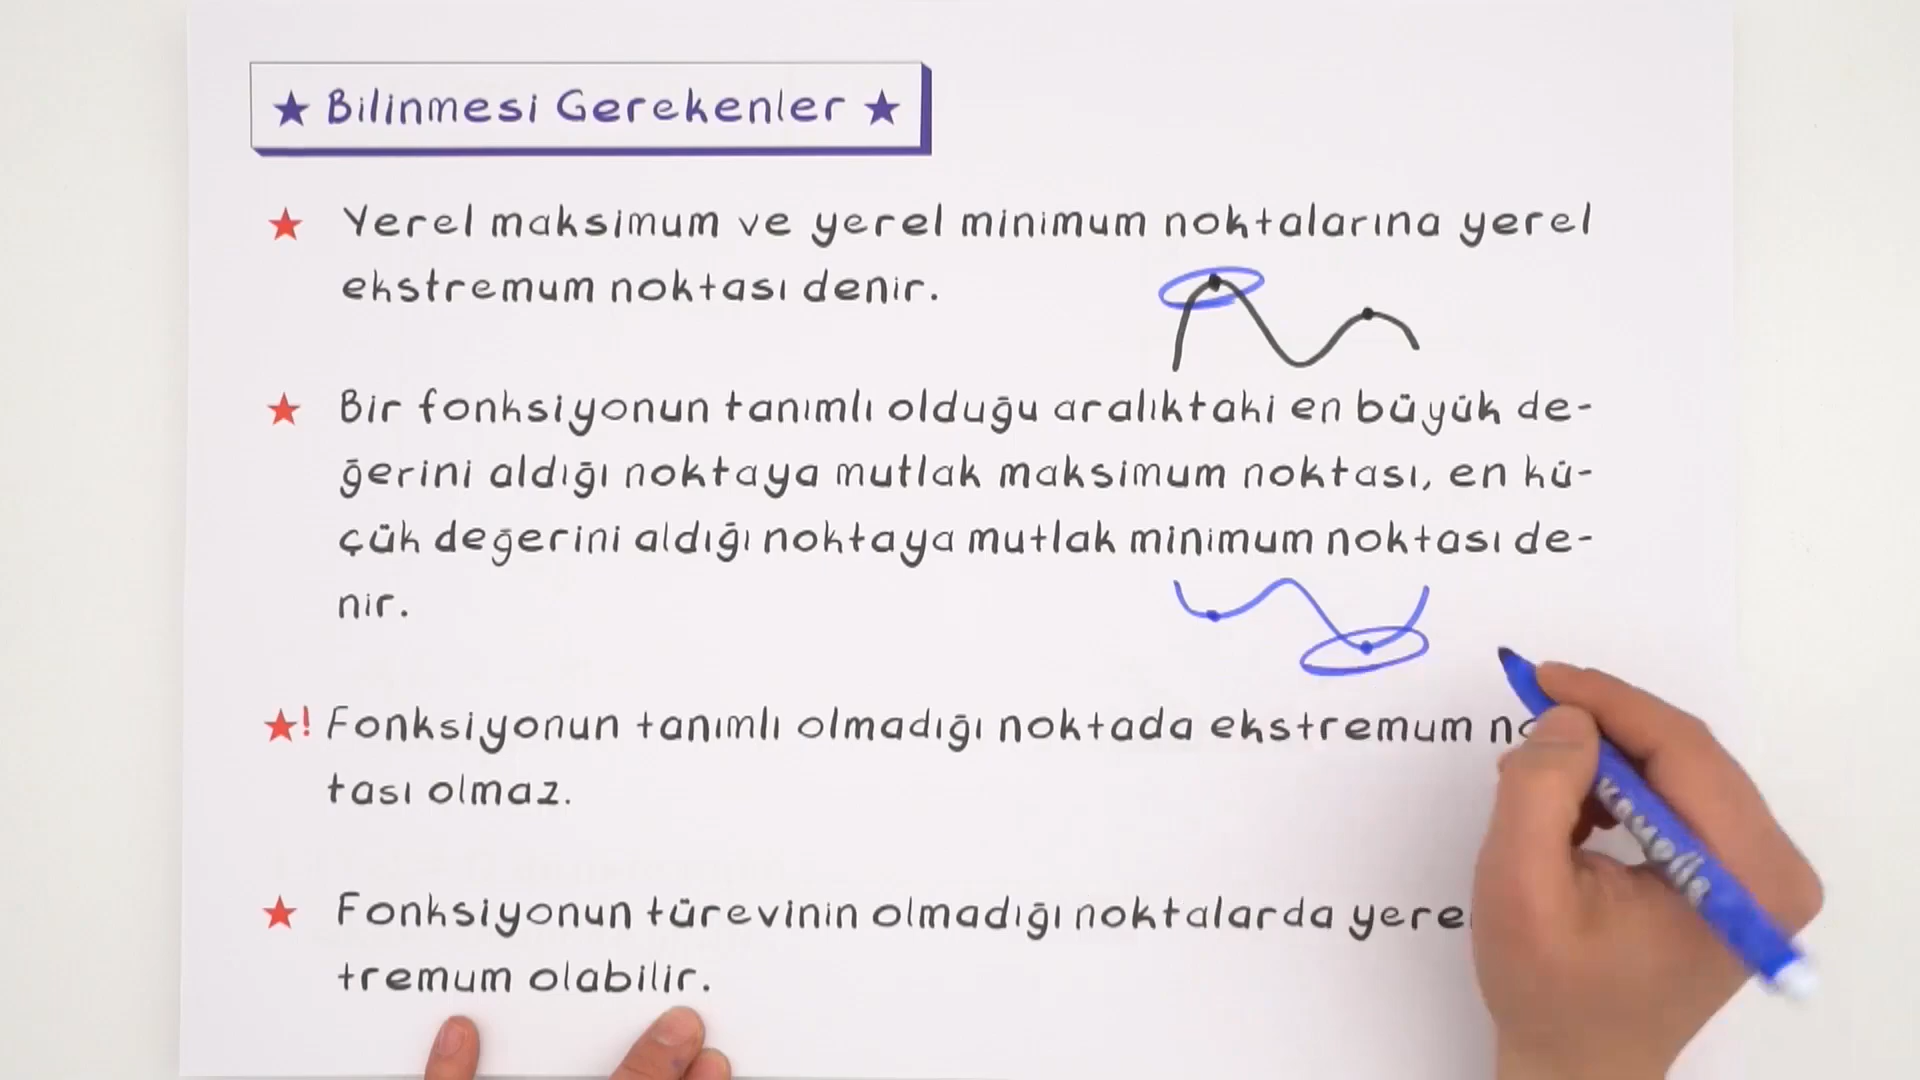 ★ Bilinmesi Gerekenler ★
★ Yerel maksimum ve yerel minimum noktalarına yerel
ekstremum noktası denir.
★ Bir fonksiyonun tanımlı olduğu aralıktaki en büyük de-
ğerini aldığı noktaya mutlak maksimum noktası, en kü-
çük değerini aldığı noktaya mutlak minimum noktası de-
nir.
★! Fonksiyonun tanımlı olmadığı noktada ekstremum
tası olmaz.
★ Fonksiyonun türevinin olmadığı noktalarda
tremum olabilir.